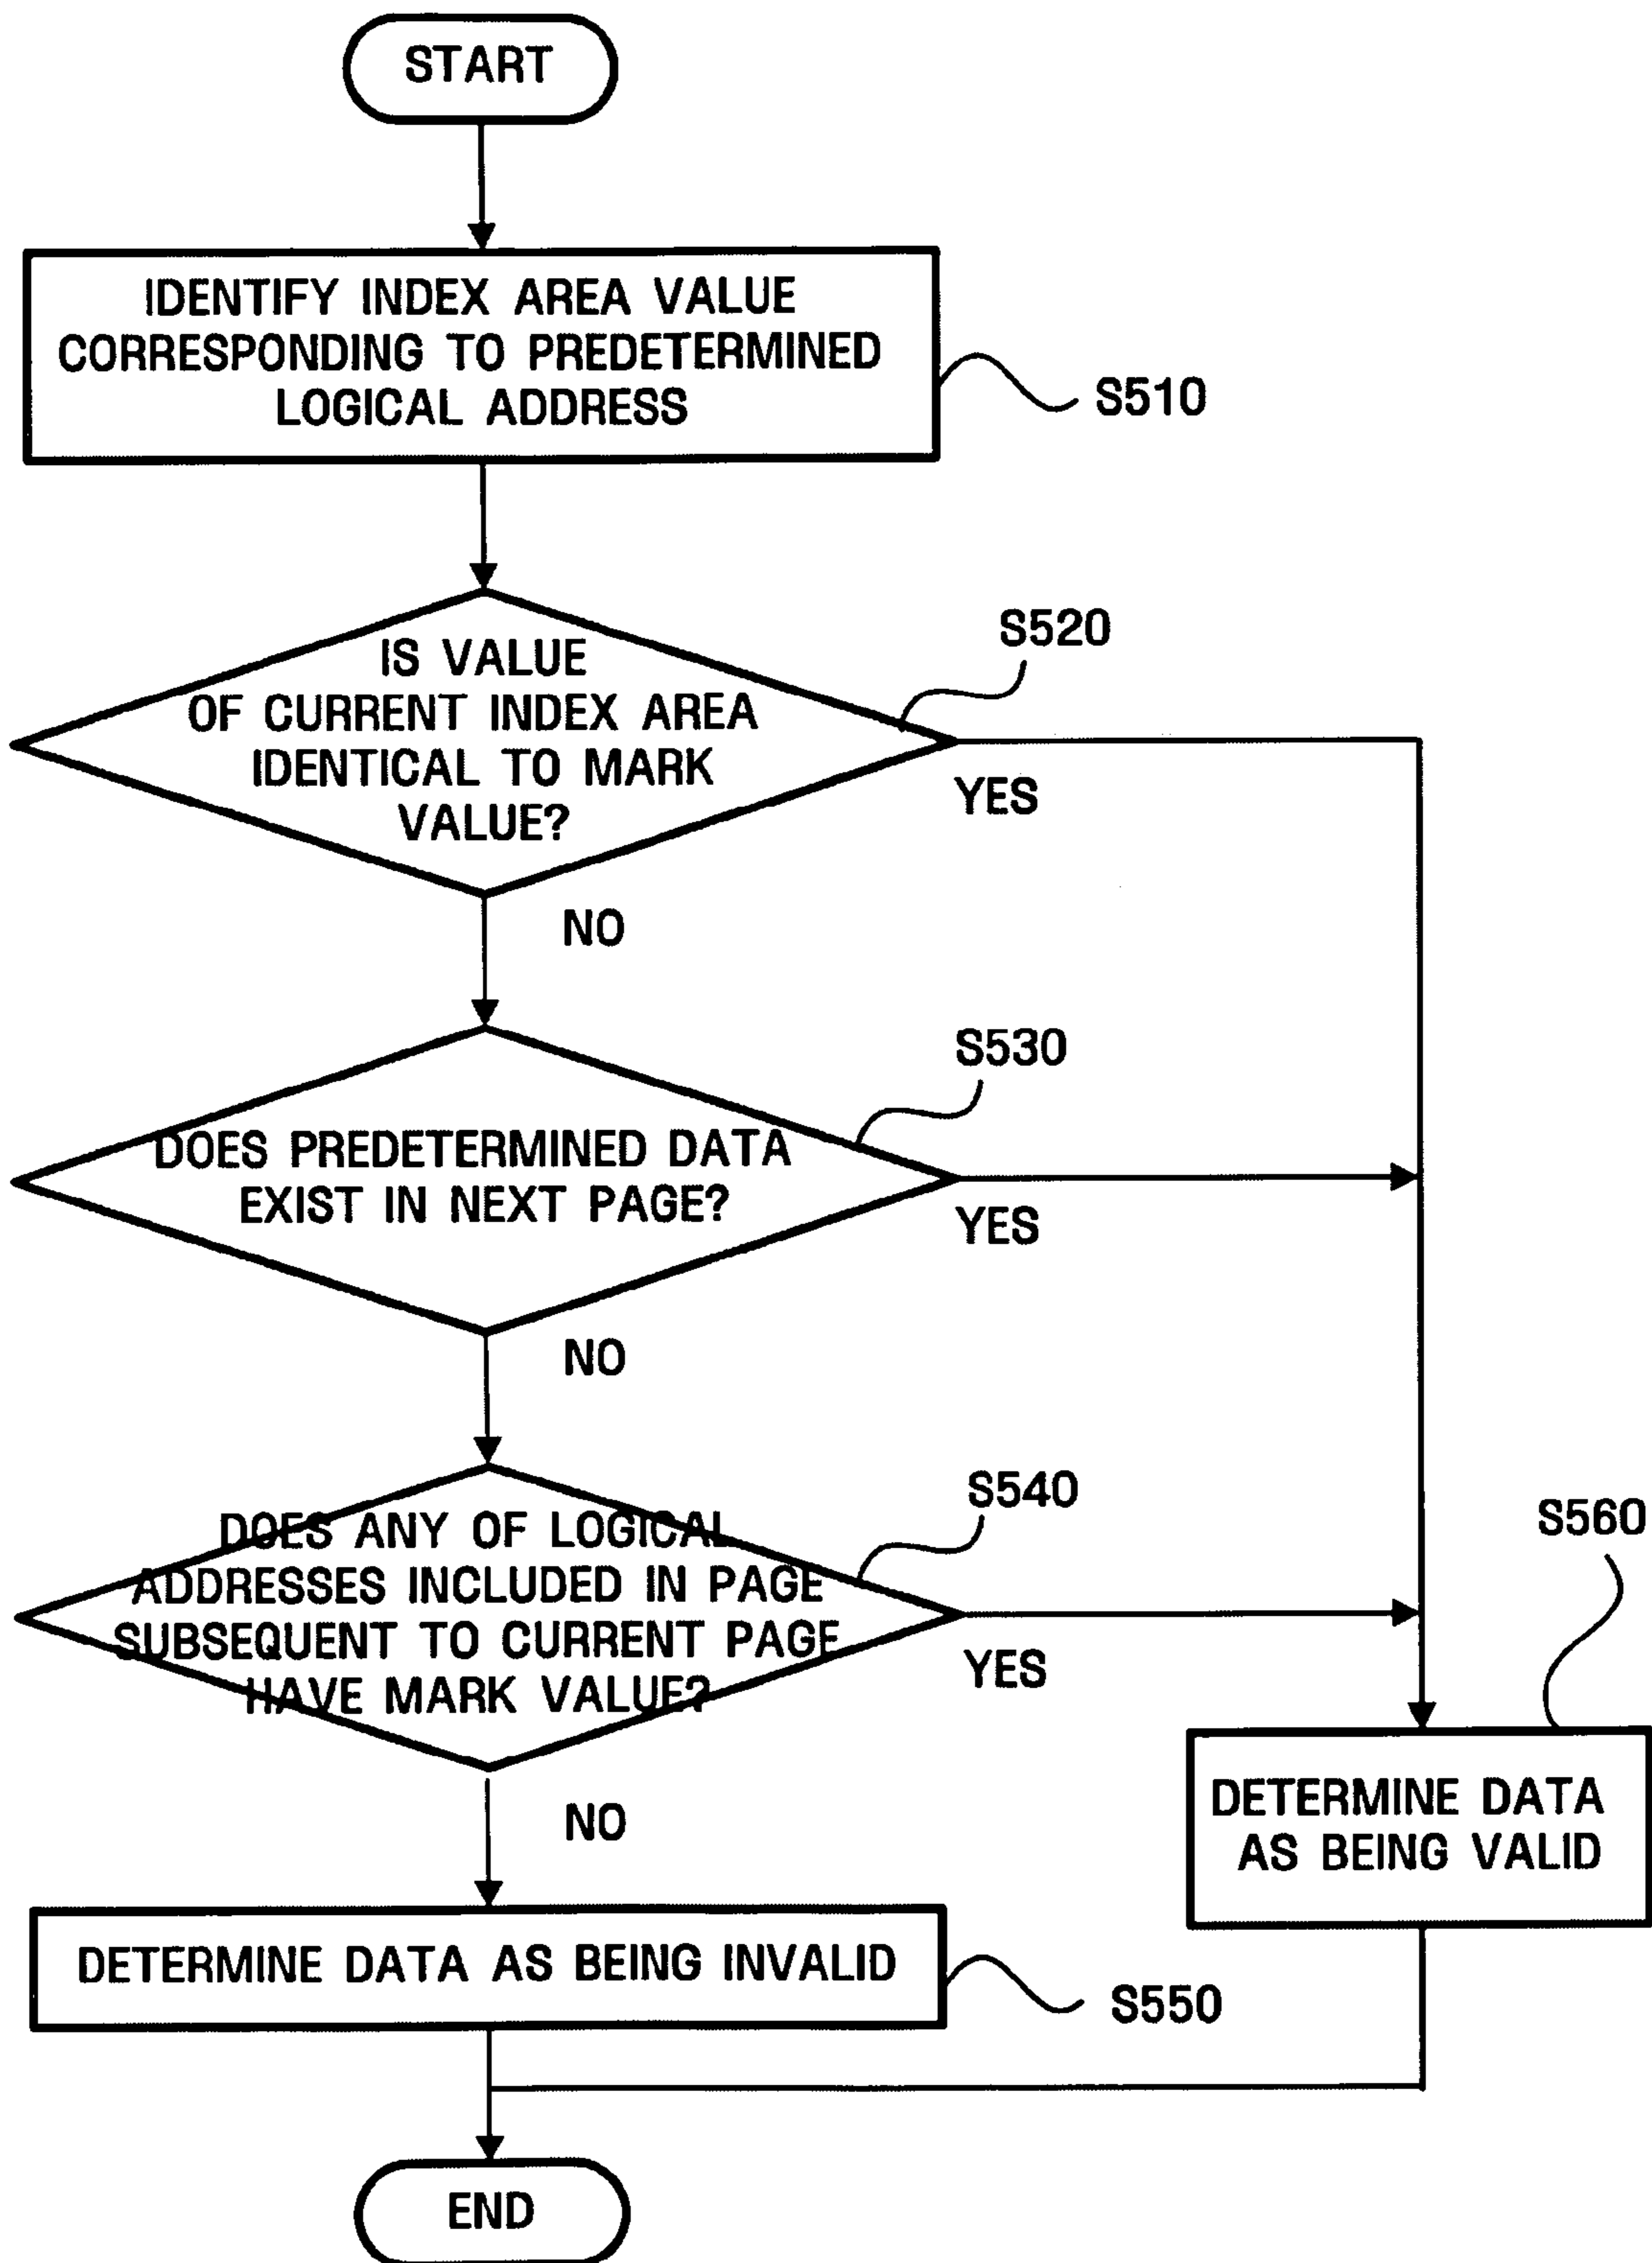 START
IDENTIFY INDEX AREA VALUE
CORRESPONDING TO PREDETERMINED
LOGICAL ADDRESS
S510
IS VALUE
OF CURRENT INDEX AREA
IDENTICAL TO MARK
VALUE?
S520
YES
NO
DOES PREDETERMINED DATA
EXIST IN NEXT PAGE?
S530
YES
NO
DOES ANY OF LOGICAL
ADDRESSES INCLUDED IN PAGE
SUBSEQUENT TO CURRENT PAGE
HAVE MARK VALUE?
S540
YES
NO
S560
DETERMINE DATA
AS BEING VALID
DETERMINE DATA AS BEING INVALID
S550
END